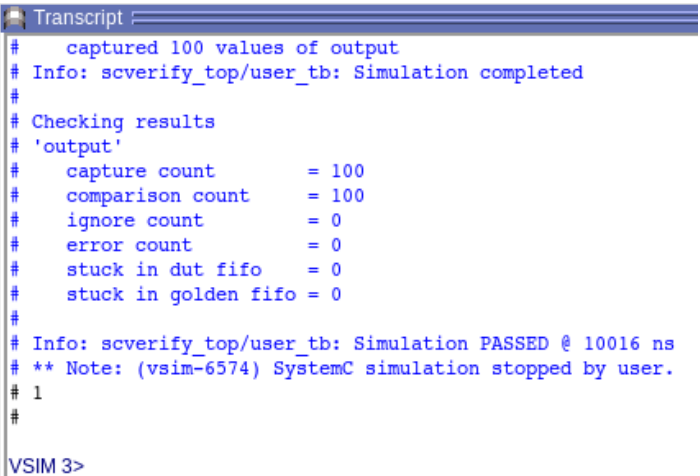 Transcript
#    captured 100 values of output
# Info: scverify_top/user_tb: Simulation completed
#
# Checking results
# 'output'
#    capture count        = 100
#    comparison count     = 100
#    ignore count         = 0
#    error count          = 0
#    stuck in dut fifo    = 0
#    stuck in golden fifo = 0
#
# Info: scverify_top/user_tb: Simulation PASSED @ 10016 ns
# ** Note: (vsim-6574) SystemC simulation stopped by user.
# 1
#
VSIM 3>